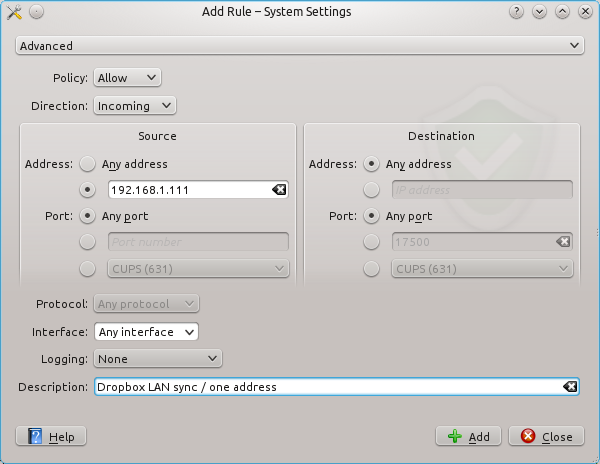 Add Rule – System Settings
Advanced
Policy: Allow
Direction: Incoming
Source
Address: Any address
192.168.1.111
Port: Any port
Port number
CUPS (631)
Destination
Address: Any address
IP address
Port: Any port
17500
CUPS (631)
Protocol: Any protocol
Interface: Any interface
Logging: None
Description: Dropbox LAN sync / one address
Help
Add
Close